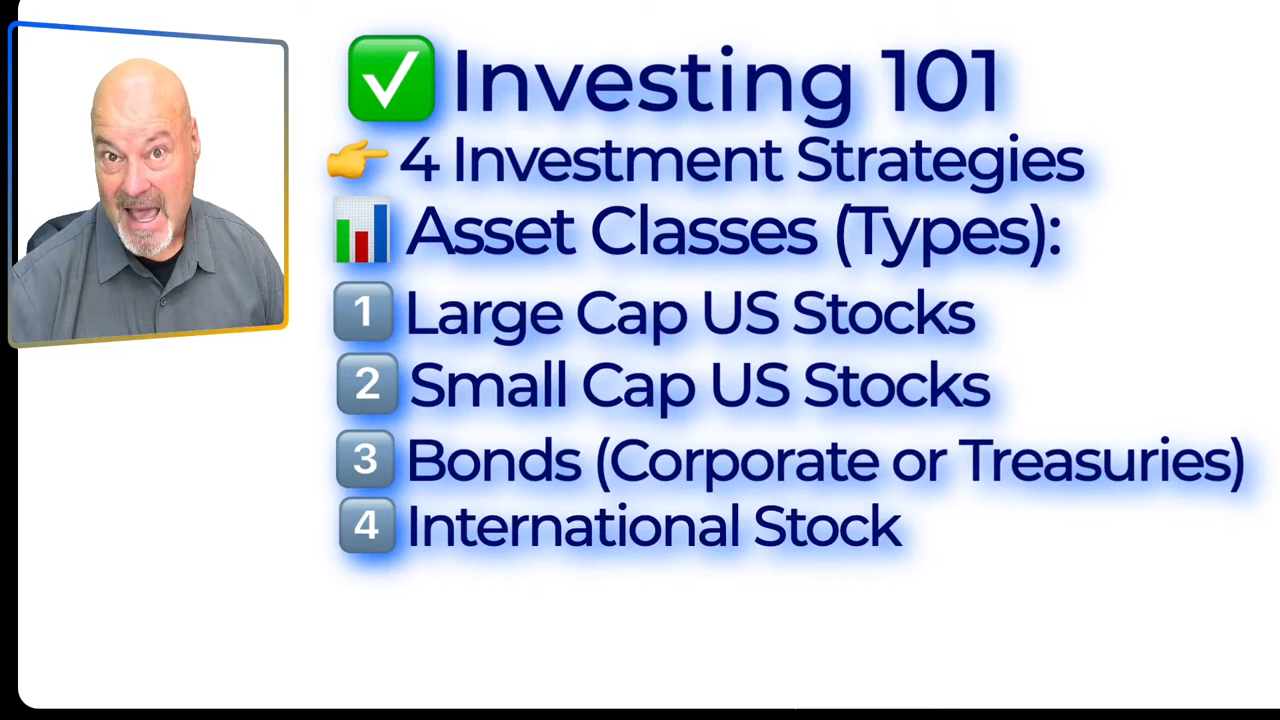 ✅ Investing 101
👉 4 Investment Strategies
📊 Asset Classes (Types):
1️⃣ Large Cap US Stocks
2️⃣ Small Cap US Stocks
3️⃣ Bonds (Corporate or Treasuries)
4️⃣ International Stock